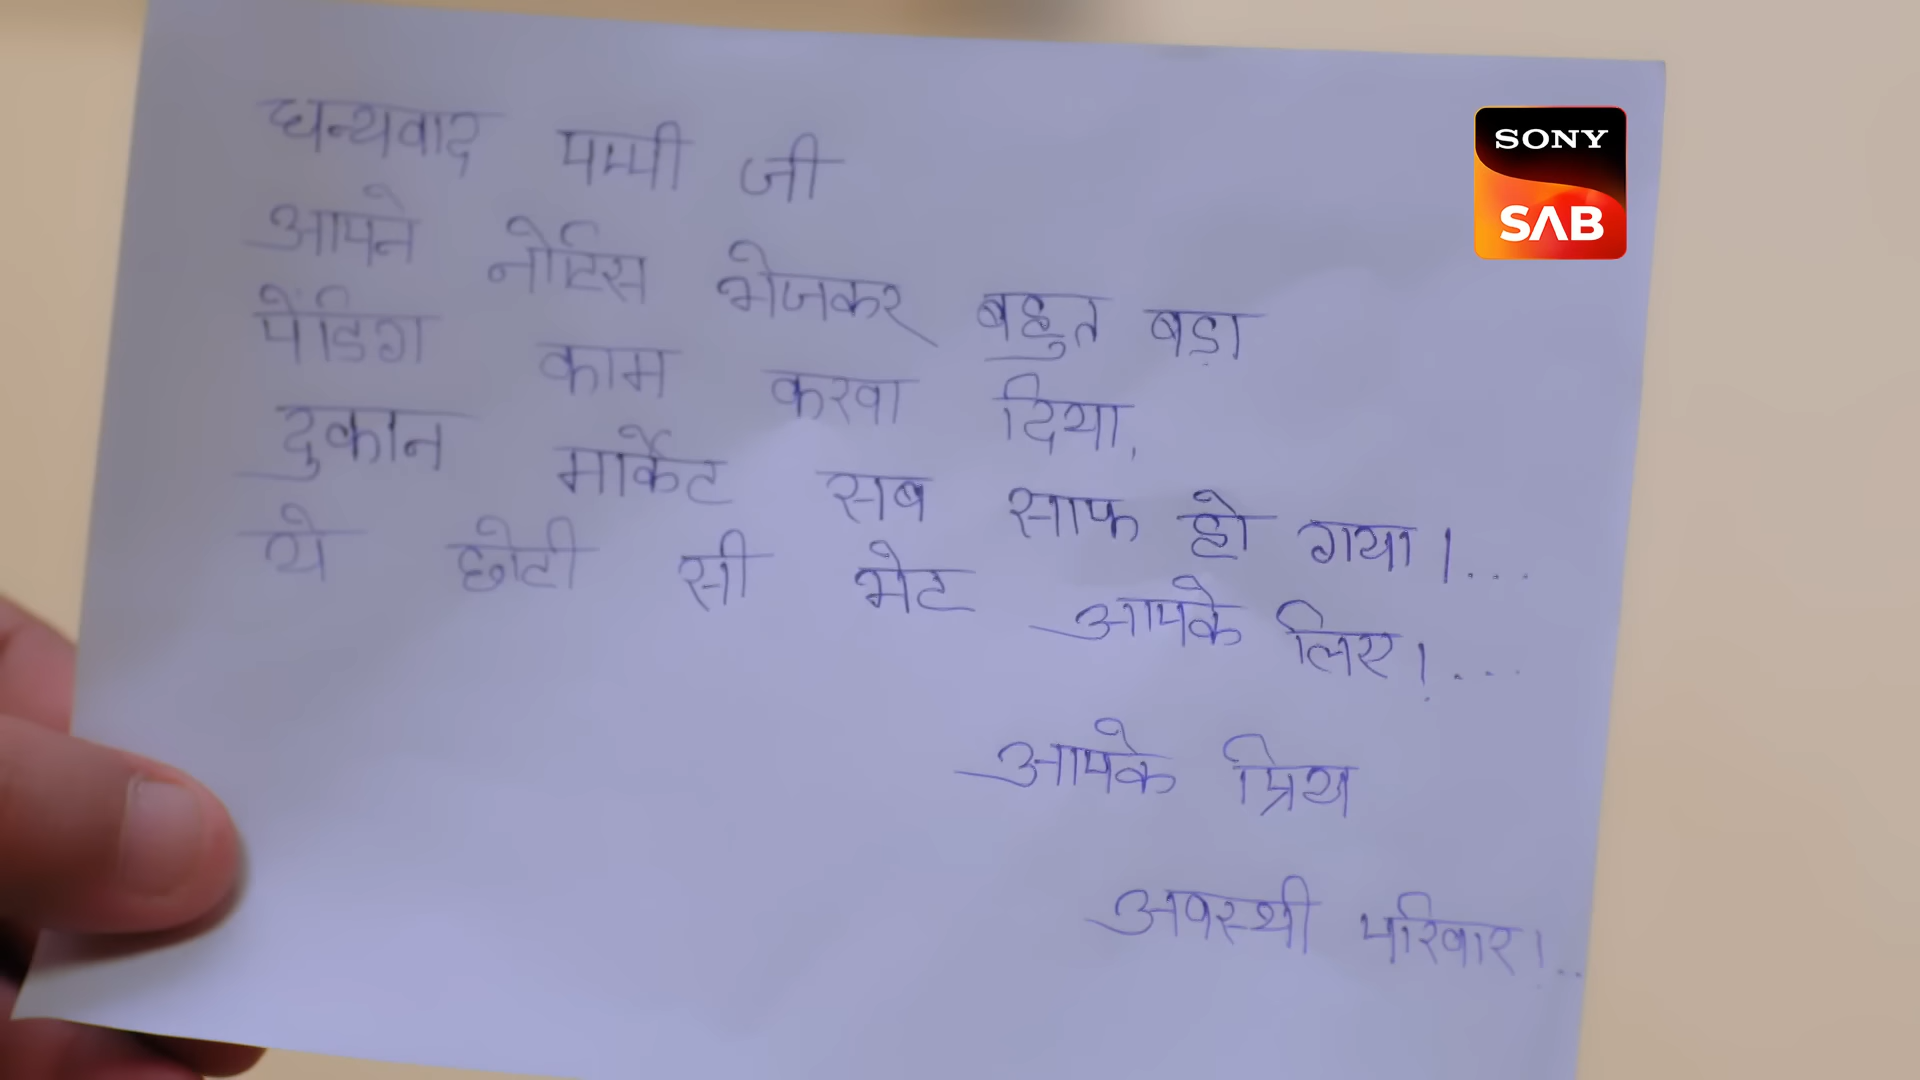 धन्यवाद पम्मी जी
आपने नोटिस भेजकर बहुत बड़ा
पेंडिंग काम करवा दिया,
दुकान मार्केट सब साफ हो गया।...
ये छोटी सी भेट आपके लिए।...
आपके प्रिय
अवस्थी परिवार।..
SONY
SAB